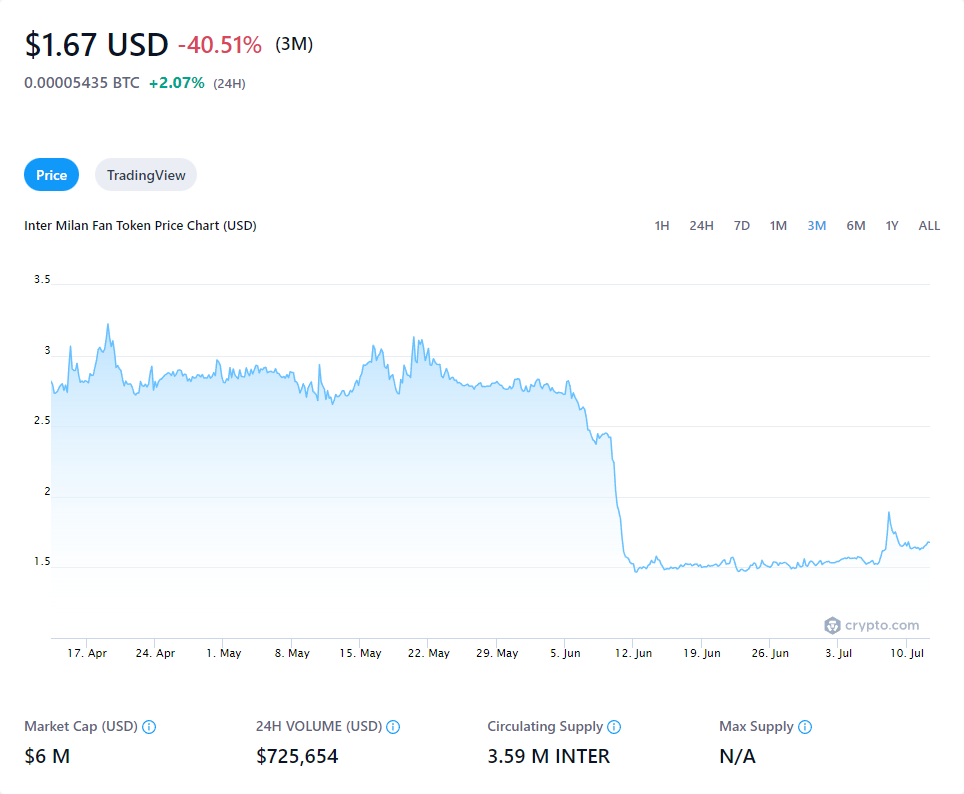 $1.67 USD -40.51% (3M)
0.00005435 BTC +2.07% (24H)
Price TradingView
Inter Milan Fan Token Price Chart (USD) 1H 24H 7D 1M 3M 6M 1Y ALL
3.5
3
2.5
2
1.5
crypto.com
17. Apr 24. Apr 1. May 8. May 15. May 22. May 29. May 5. Jun 12. Jun 19. Jun 26. Jun 3. Jul 10. Jul
Market Cap (USD) 24H VOLUME (USD) Circulating Supply Max Supply
$6 M $725,654 3.59 M INTER N/A